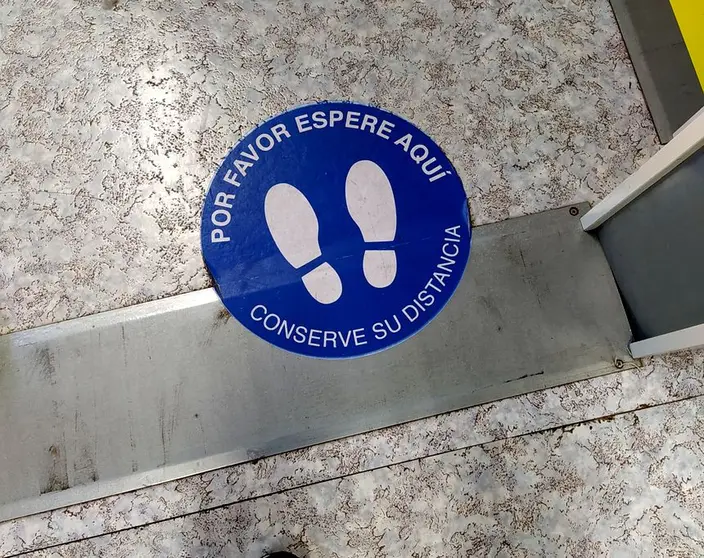 POR FAVOR ESPERE AQUÍ
CONSERVE SU DISTANCIA